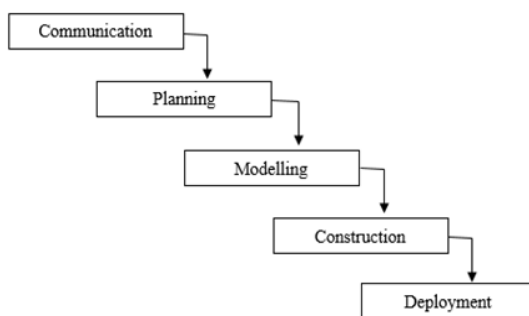 Communication
Planning
Modelling
Construction
Deployment